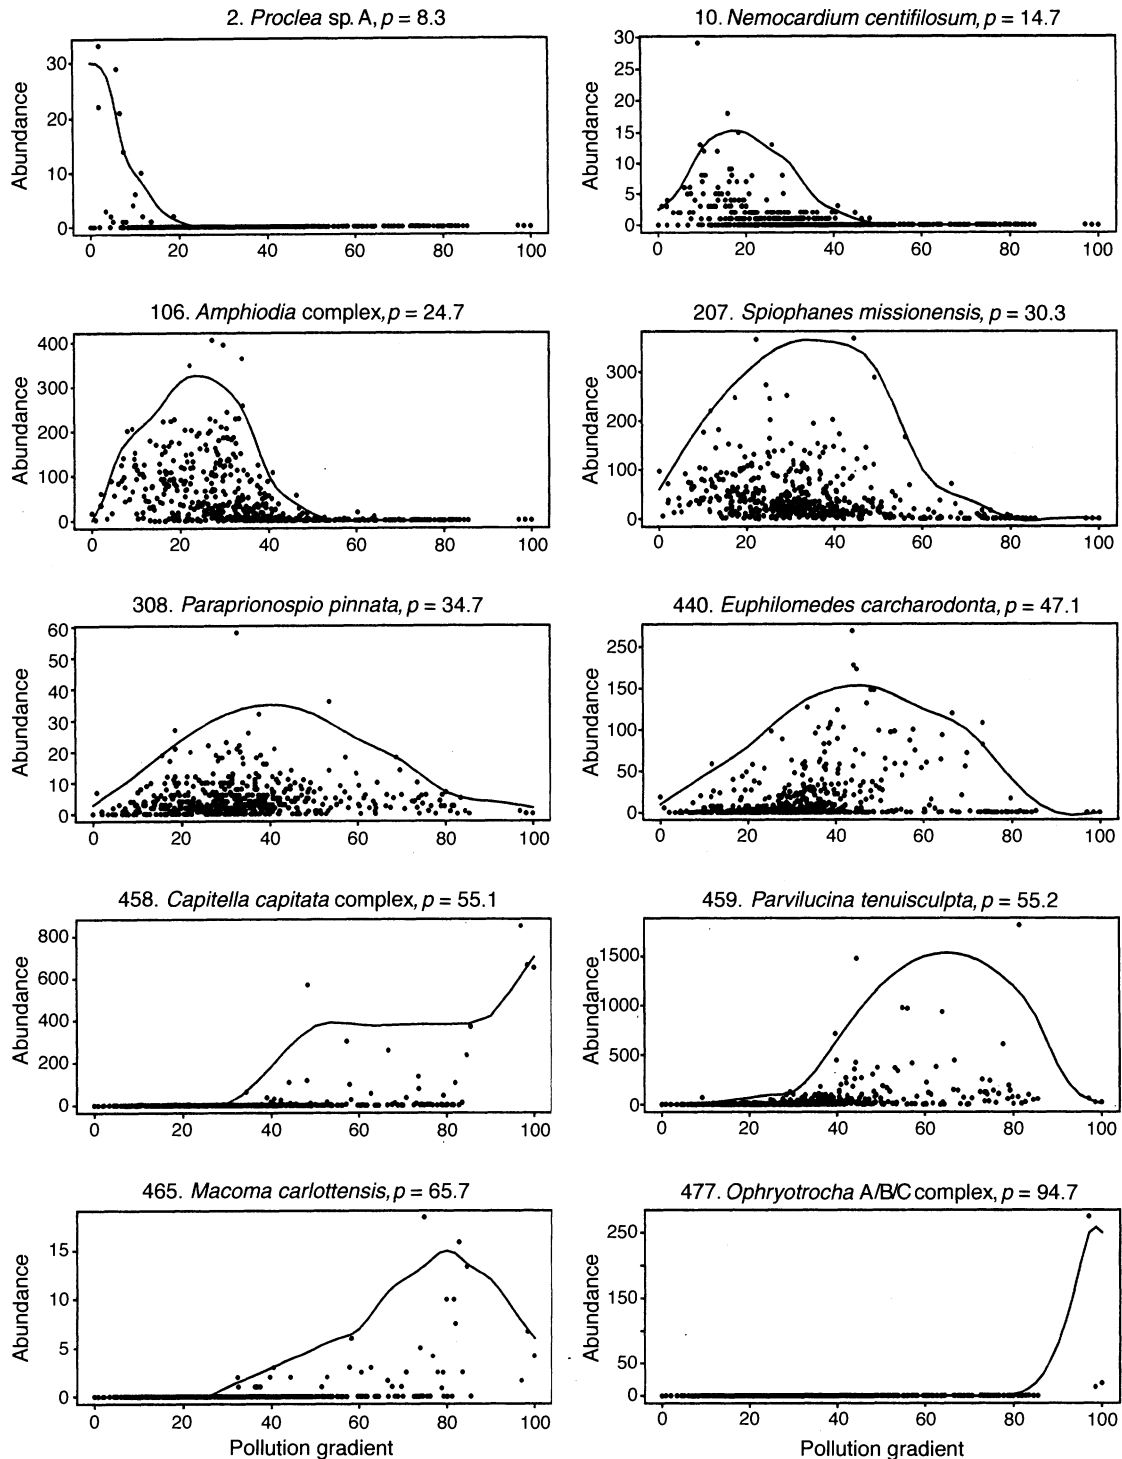 2. Proclea sp. A, p = 8.3
Abundance
30
20
10
0
0 20 40 60 80 100
10. Nemocardium centifilosum, p = 14.7
Abundance
30
25
20
15
10
5
0
0 20 40 60 80 100
106. Amphiodia complex, p = 24.7
Abundance
400
300
200
100
0
0 20 40 60 80 100
207. Spiophanes missionensis, p = 30.3
Abundance
300
200
100
0
0 20 40 60 80 100
308. Paraprionospio pinnata, p = 34.7
Abundance
60
50
40
30
20
10
0
0 20 40 60 80 100
440. Euphilomedes carcharodonta, p = 47.1
Abundance
250
150
100
50
0
0 20 40 60 80 100
458. Capitella capitata complex, p = 55.1
Abundance
800
600
400
200
0
0 20 40 60 80 100
459. Parvilucina tenuisculpta, p = 55.2
Abundance
1500
1000
500
0
0 20 40 60 80 100
465. Macoma carlottensis, p = 65.7
Abundance
15
10
5
0
0 20 40 60 80 100
Pollution gradient
477. Ophryotrocha A/B/C complex, p = 94.7
Abundance
250
150
50
0
0 20 40 60 80 100
Pollution gradient